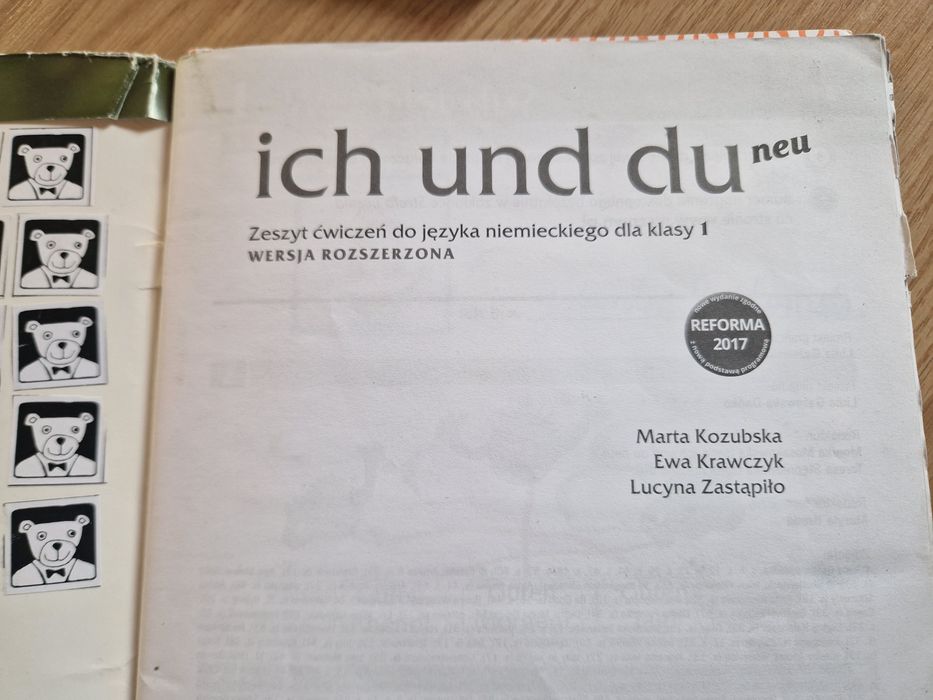 ich und du neu
Zeszyt ćwiczeń do języka niemieckiego dla klasy 1
WERSJA ROZSZERZONA
nowe wydanie zgodne
REFORMA
2017
z nową podstawą programową
Marta Kozubska
Ewa Krawczyk
Lucyna Zastąpiło